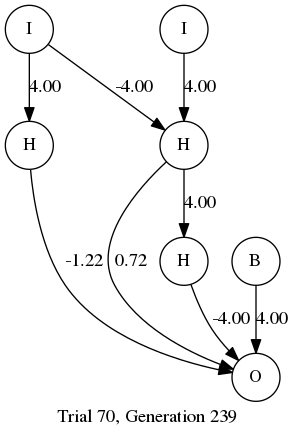 I I
4.00 -4.00 4.00
H H
4.00
-1.22 0.72 H B
-4.00 4.00
O
Trial 70, Generation 239